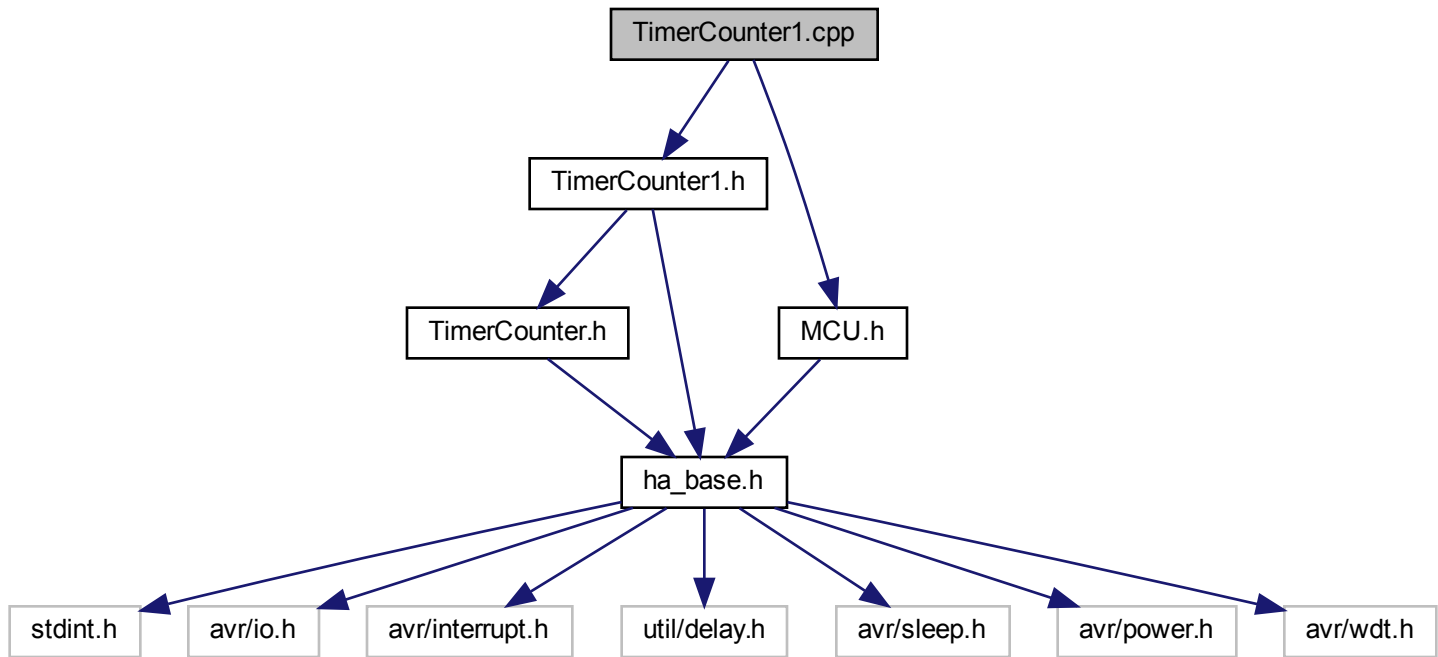 TimerCounter1.cpp
TimerCounter1.h
TimerCounter.h
MCU.h
ha_base.h
stdint.h
avr/io.h
avr/interrupt.h
util/delay.h
avr/sleep.h
avr/power.h
avr/wdt.h